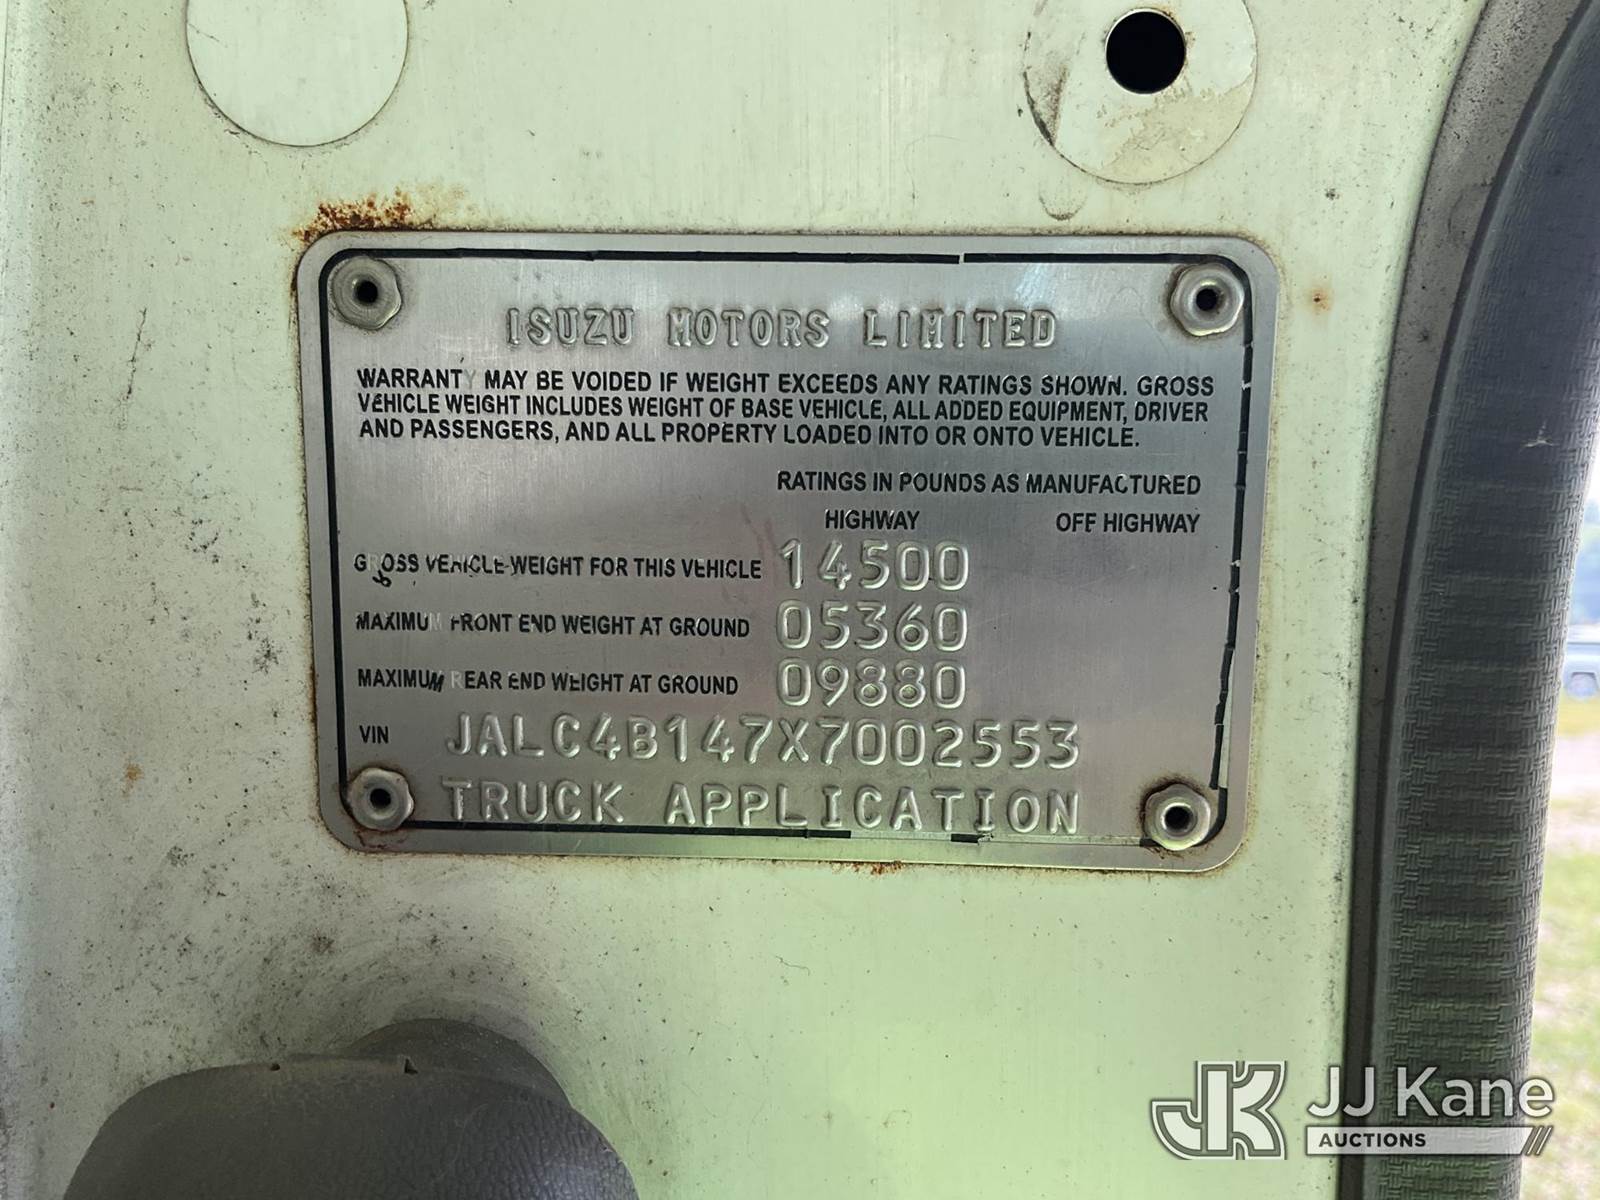 ISUZU MOTORS LIMITED
WARRANTY MAY BE VOIDED IF WEIGHT EXCEEDS ANY RATINGS SHOWN. GROSS
VEHICLE WEIGHT INCLUDES WEIGHT OF BASE VEHICLE, ALL ADDED EQUIPMENT, DRIVER
AND PASSENGERS, AND ALL PROPERTY LOADED INTO OR ONTO VEHICLE.
RATINGS IN POUNDS AS MANUFACTURED
HIGHWAY OFF HIGHWAY
GROSS VEHICLE WEIGHT FOR THIS VEHICLE 14500
MAXIMUM FRONT END WEIGHT AT GROUND 05360
MAXIMUM REAR END WEIGHT AT GROUND 09880
VIN JALC4B147X7002553
TRUCK APPLICATION
JK JJ Kane
AUCTIONS